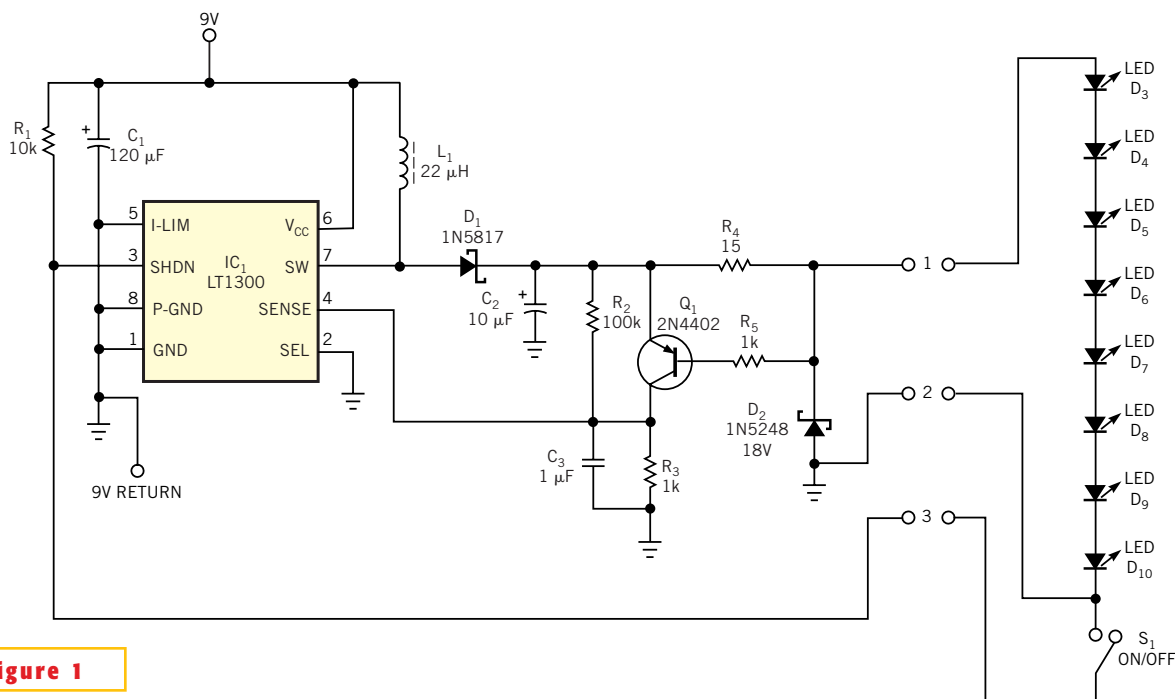 9V
R1
10k
+
C1
120 µF
L1
22 µH
5
I-LIM
3
SHDN
8
P-GND
1
GND
IC1
LT1300
VCC
6
SW
7
SENSE
4
SEL
2
9V RETURN
D1
1N5817
+
C2
10 µF
R2
100k
Q1
2N4402
R4
15
R5
1k
D2
1N5248
18V
C3
1 µF
R3
1k
1
2
3
LED
D3
LED
D4
LED
D5
LED
D6
LED
D7
LED
D8
LED
D9
LED
D10
S1
ON/OFF
igure 1